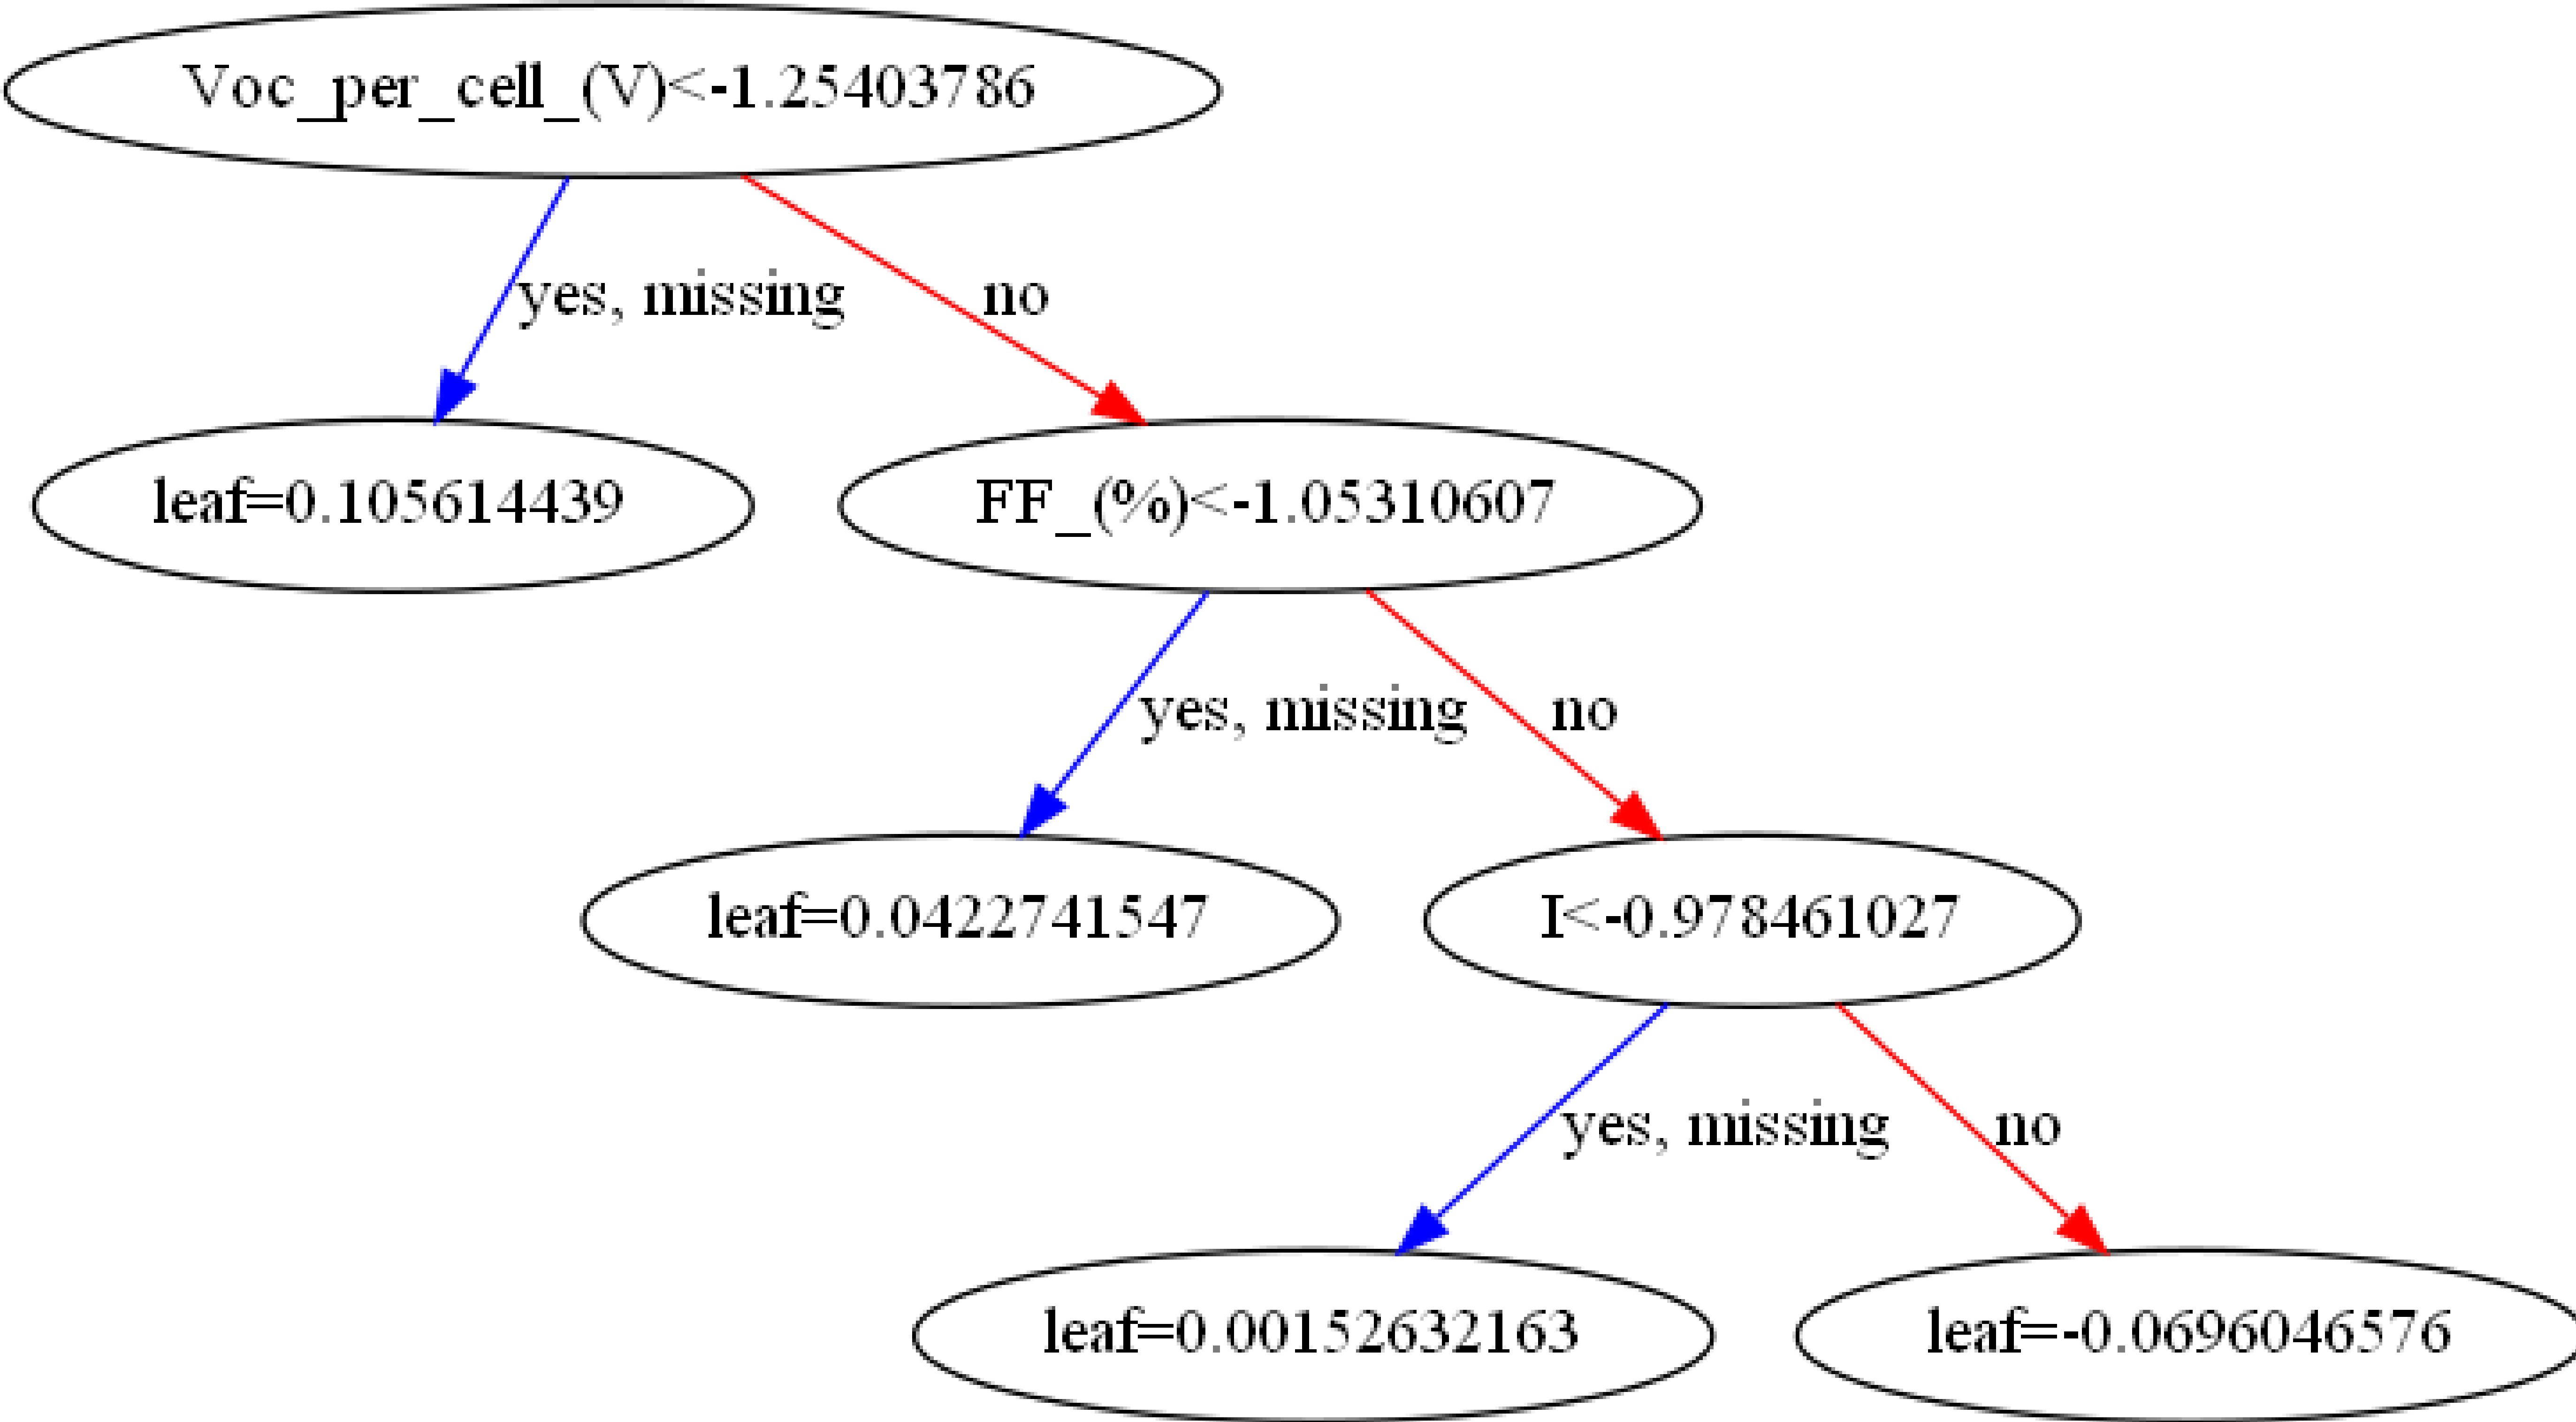 Voc_per_cell_(V)<-1.25403786
yes, missing
no
leaf=0.105614439
FF_(%)<-1.05310607
yes, missing
no
leaf=0.0422741547
I<-0.978461027
yes, missing
no
leaf=0.00152632163
leaf=-0.0696046576